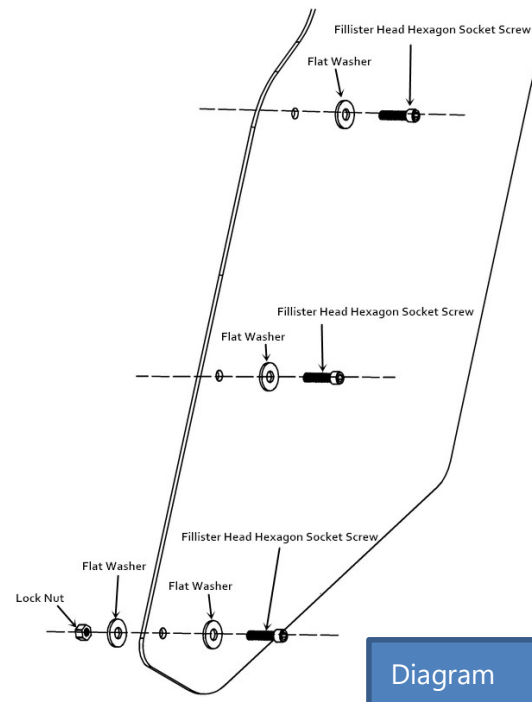 Fillister Head Hexagon Socket Screw
Flat Washer
Fillister Head Hexagon Socket Screw
Flat Washer
Fillister Head Hexagon Socket Screw
Flat Washer
Flat Washer
Lock Nut
Diagram